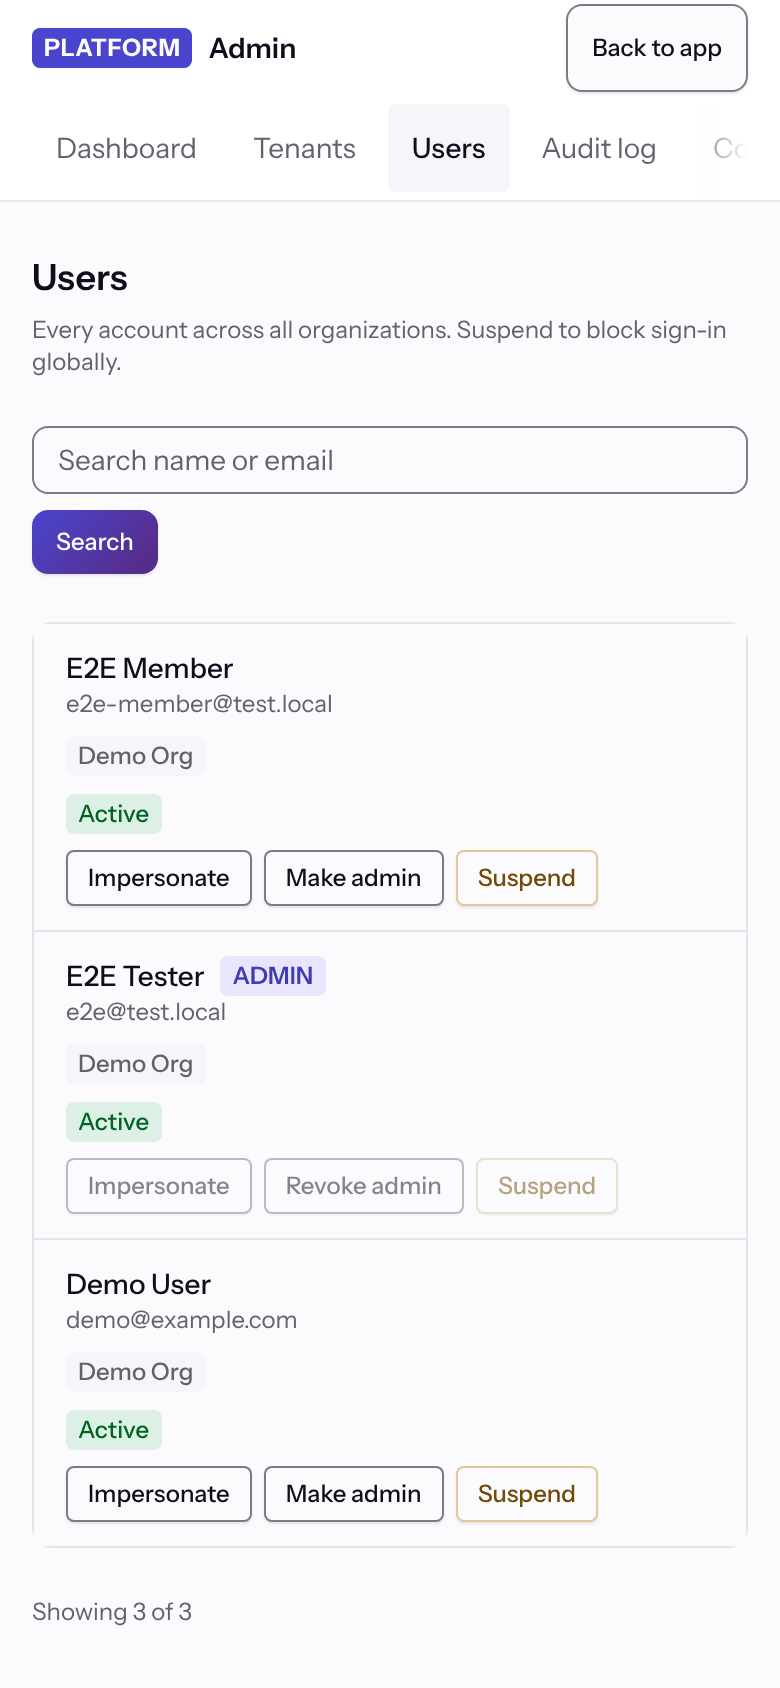 PLATFORM Admin
Back to app
Dashboard Tenants Users Audit log Co
Users
Every account across all organizations. Suspend to block sign-in
globally.
Search name or email
Search
E2E Member
e2e-member@test.local
Demo Org
Active
Impersonate Make admin Suspend
E2E Tester ADMIN
e2e@test.local
Demo Org
Active
Impersonate Revoke admin Suspend
Demo User
demo@example.com
Demo Org
Active
Impersonate Make admin Suspend
Showing 3 of 3